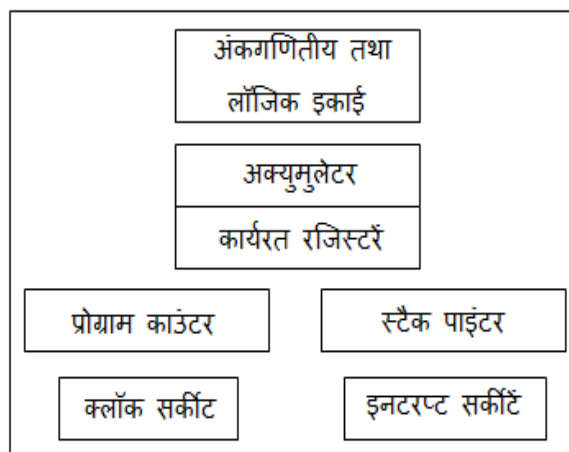 अंकगणितीय तथा
लॉजिक इकाई
अक्युमुलेटर
कार्यरत रजिस्टरें
प्रोग्राम काउंटर
स्टैक पाइंटर
क्लॉक सर्कीट
इनटरप्ट सर्कीटें